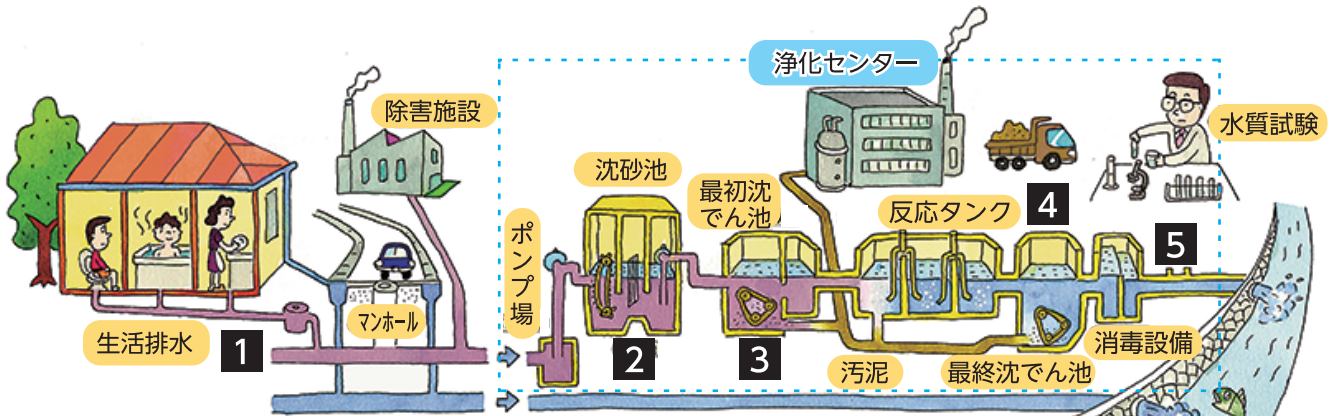 浄化センター
除害施設
水質試験
沈砂池
最初沈
でん池
反応タンク
4
ポンプ場
5
マンホール
生活排水
1
2
3
汚泥
最終沈でん池
消毒設備